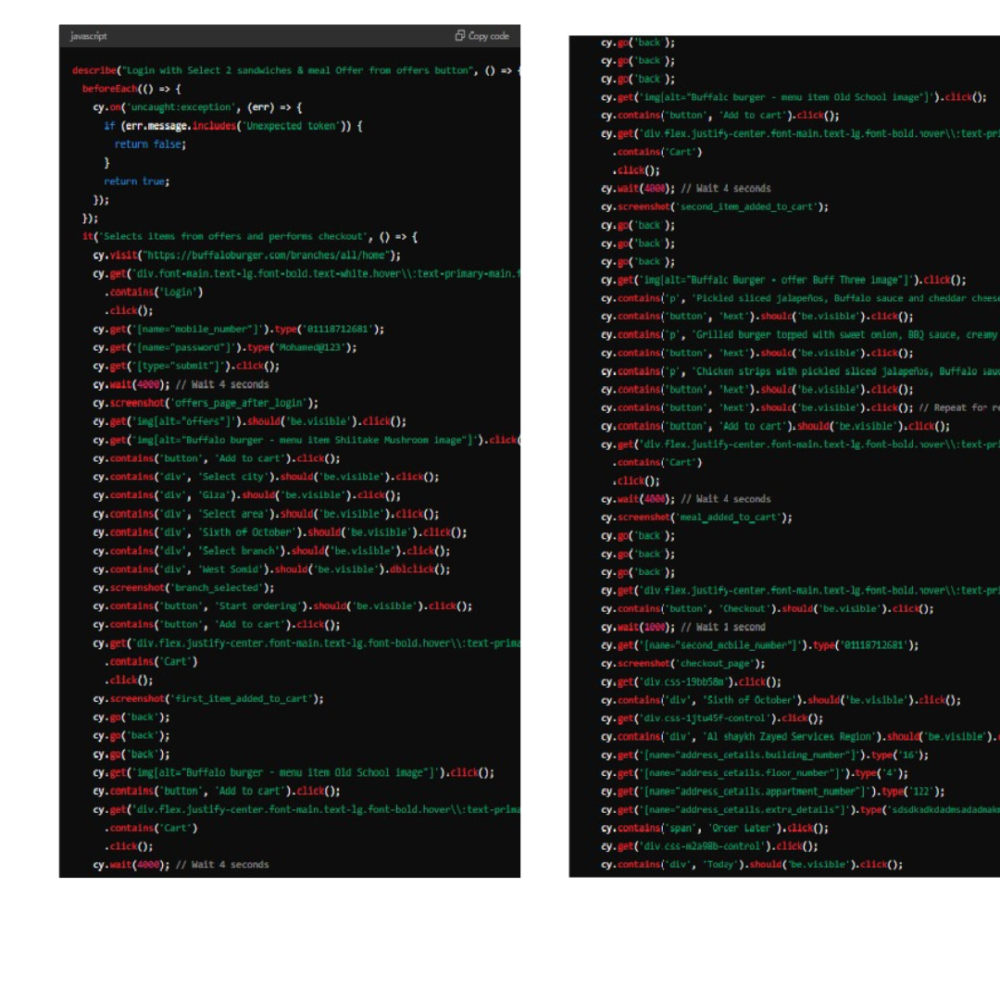 javascript
Copy code
describe("Login with Select 2 sandwiches & meal Offer from offers button", () => {
beforeEach(() => {
cy.on('uncaught:exception', (err) => {
if (err.message.includes('Unexpected token')) {
return false;
}
return true;
});
});
it('Selects items from offers and performs checkout', () => {
cy.visit("https://buffaloburger.com/branches/all/home");
cy.get('div.font-main.text-lg.font-bold.text-white.hover\\:text-primary-main.f
.contains('Login')
.click();
cy.get('[name="mobile_number"]').type('01118712681');
cy.get('[name="password"]').type('Mohamed@123');
cy.get('[type="submit"]').click();
cy.wait(4000); // Wait 4 seconds
cy.screenshot('offers_page_after_login');
cy.get('img[alt="offers"]').should('be.visible').click();
cy.get('img[alt="Buffalo burger - menu item Shiitake Mushroom image"]').click(
cy.contains('button', 'Add to cart').click();
cy.contains('div', 'Select city').should('be.visible').click();
cy.contains('div', 'Giza').should('be.visible').click();
cy.contains('div', 'Select area').should('be.visible').click();
cy.contains('div', 'Sixth of October').should('be.visible').click();
cy.contains('div', 'Select branch').should('be.visible').click();
cy.contains('div', 'West Somid').should('be.visible').dblclick();
cy.screenshot('branch_selected');
cy.contains('button', 'Start ordering').should('be.visible').click();
cy.contains('button', 'Add to cart').click();
cy.get('div.flex.justify-center.font-main.text-lg.font-bold.hover\\:text-prima
.contains('Cart')
.click();
cy.screenshot('first_item_added_to_cart');
cy.go('back');
cy.go('back');
cy.go('back');
cy.get('img[alt="Buffalo burger - menu item Old School image"]').click();
cy.contains('button', 'Add to cart').click();
cy.get('div.flex.justify-center.font-main.text-lg.font-bold.hover\\:text-prima
.contains('Cart')
.click();
cy.wait(4000); // Wait 4 seconds
cy.go('back');
cy.go('back');
cy.go('back');
cy.get('img[alt="Buffalo burger - menu item Old School image"]').click();
cy.contains('button', 'Add to cart').click();
cy.get('div.flex.justify-center.font-main.text-lg.font-bold.hover\\:text-pri
.contains('Cart')
.click();
cy.wait(4000); // Wait 4 seconds
cy.screenshot('second_item_added_to_cart');
cy.go('back');
cy.go('back');
cy.go('back');
cy.get('img[alt="Buffalo Burger - offer Buff Three image"]').click();
cy.contains('p', 'Pickled sliced jalapeños, Buffalo sauce and cheddar cheese
cy.contains('button', 'Next').should('be.visible').click();
cy.contains('p', 'Grilled burger topped with sweet onion, BBQ sauce, creamy
cy.contains('button', 'Next').should('be.visible').click();
cy.contains('p', 'Chicken strips with pickled sliced jalapeños, Buffalo sauc
cy.contains('button', 'Next').should('be.visible').click();
cy.contains('button', 'Next').should('be.visible').click(); // Repeat for re
cy.contains('button', 'Add to cart').should('be.visible').click();
cy.get('div.flex.justify-center.font-main.text-lg.font-bold.hover\\:text-pri
.contains('Cart')
.click();
cy.wait(4000); // Wait 4 seconds
cy.screenshot('meal_added_to_cart');
cy.go('back');
cy.go('back');
cy.go('back');
cy.get('div.flex.justify-center.font-main.text-lg.font-bold.hover\\:text-pri
cy.contains('button', 'Checkout').should('be.visible').click();
cy.wait(1000); // Wait 1 second
cy.get('[name="second_mobile_number"]').type('01118712681');
cy.screenshot('checkout_page');
cy.get('div.css-19bb58m').click();
cy.contains('div', 'Sixth of October').should('be.visible').click();
cy.get('div.css-1jtu45f-control').click();
cy.contains('div', 'Al shaykh Zayed Services Region').should('be.visible').
cy.get('[name="address_details.building_number"]').type('16');
cy.get('[name="address_details.floor_number"]').type('4');
cy.get('[name="address_details.appartment_number"]').type('122');
cy.get('[name="address_details.extra_details"]').type('sdsdkadkdadmsadadmakm
cy.contains('span', 'Order Later').click();
cy.get('div.css-m2a98b-control').click();
cy.contains('div', 'Today').should('be.visible').click();